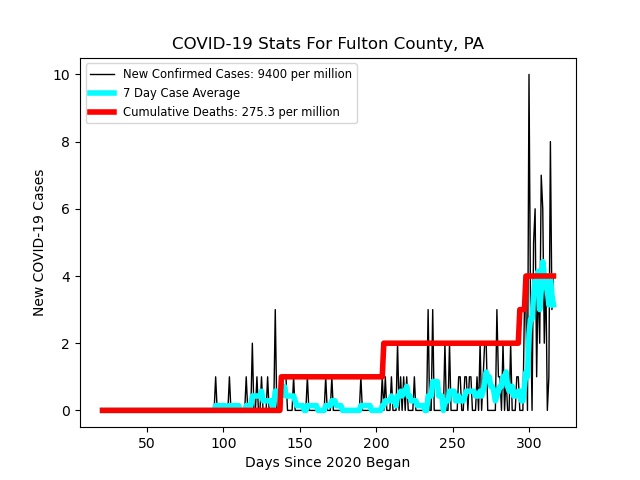 COVID-19 Stats For Fulton County, PA
New Confirmed Cases: 9400 per million
7 Day Case Average
Cumulative Deaths: 275.3 per million
New COVID-19 Cases
10
8
6
4
2
0
50 100 150 200 250 300
Days Since 2020 Began